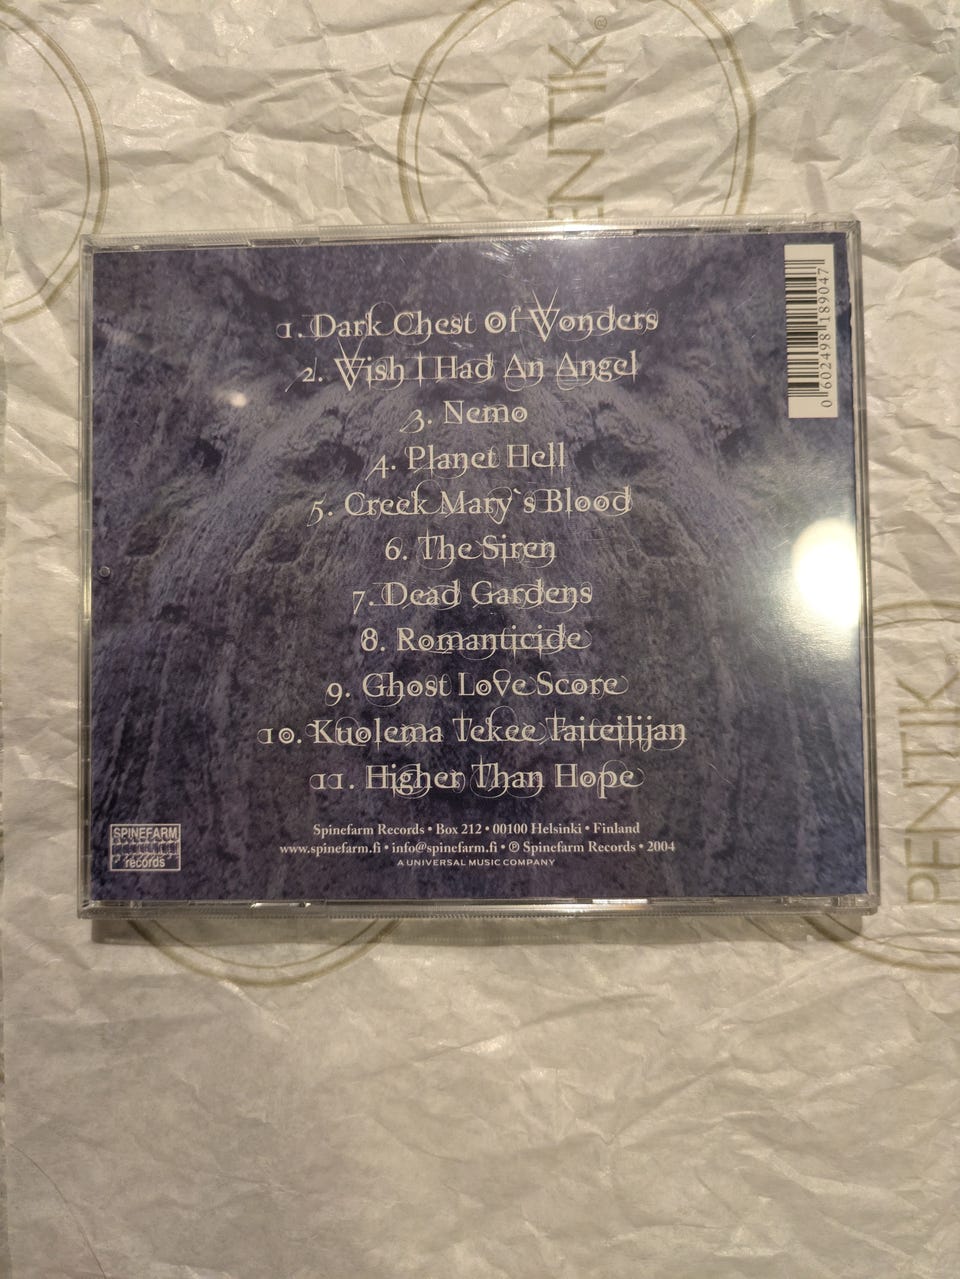 PENTIK®
1. Dark Chest Of Wonders
2. Wish I Had An Angel
3. Nemo
4. Planet Hell
5. Creek Mary`s Blood
6. The Siren
7. Dead Gardens
8. Romanticide
9. Ghost Love Score
10. Kuolema Tekee Taiteilijan
11. Higher Than Hope
0 602498 189047
SPINEFARM
records
Spinefarm Records • Box 212 • 00100 Helsinki • Finland
www.spinefarm.fi • info@spinefarm.fi • ℗ Spinefarm Records • 2004
A UNIVERSAL MUSIC COMPANY
PENTIK®